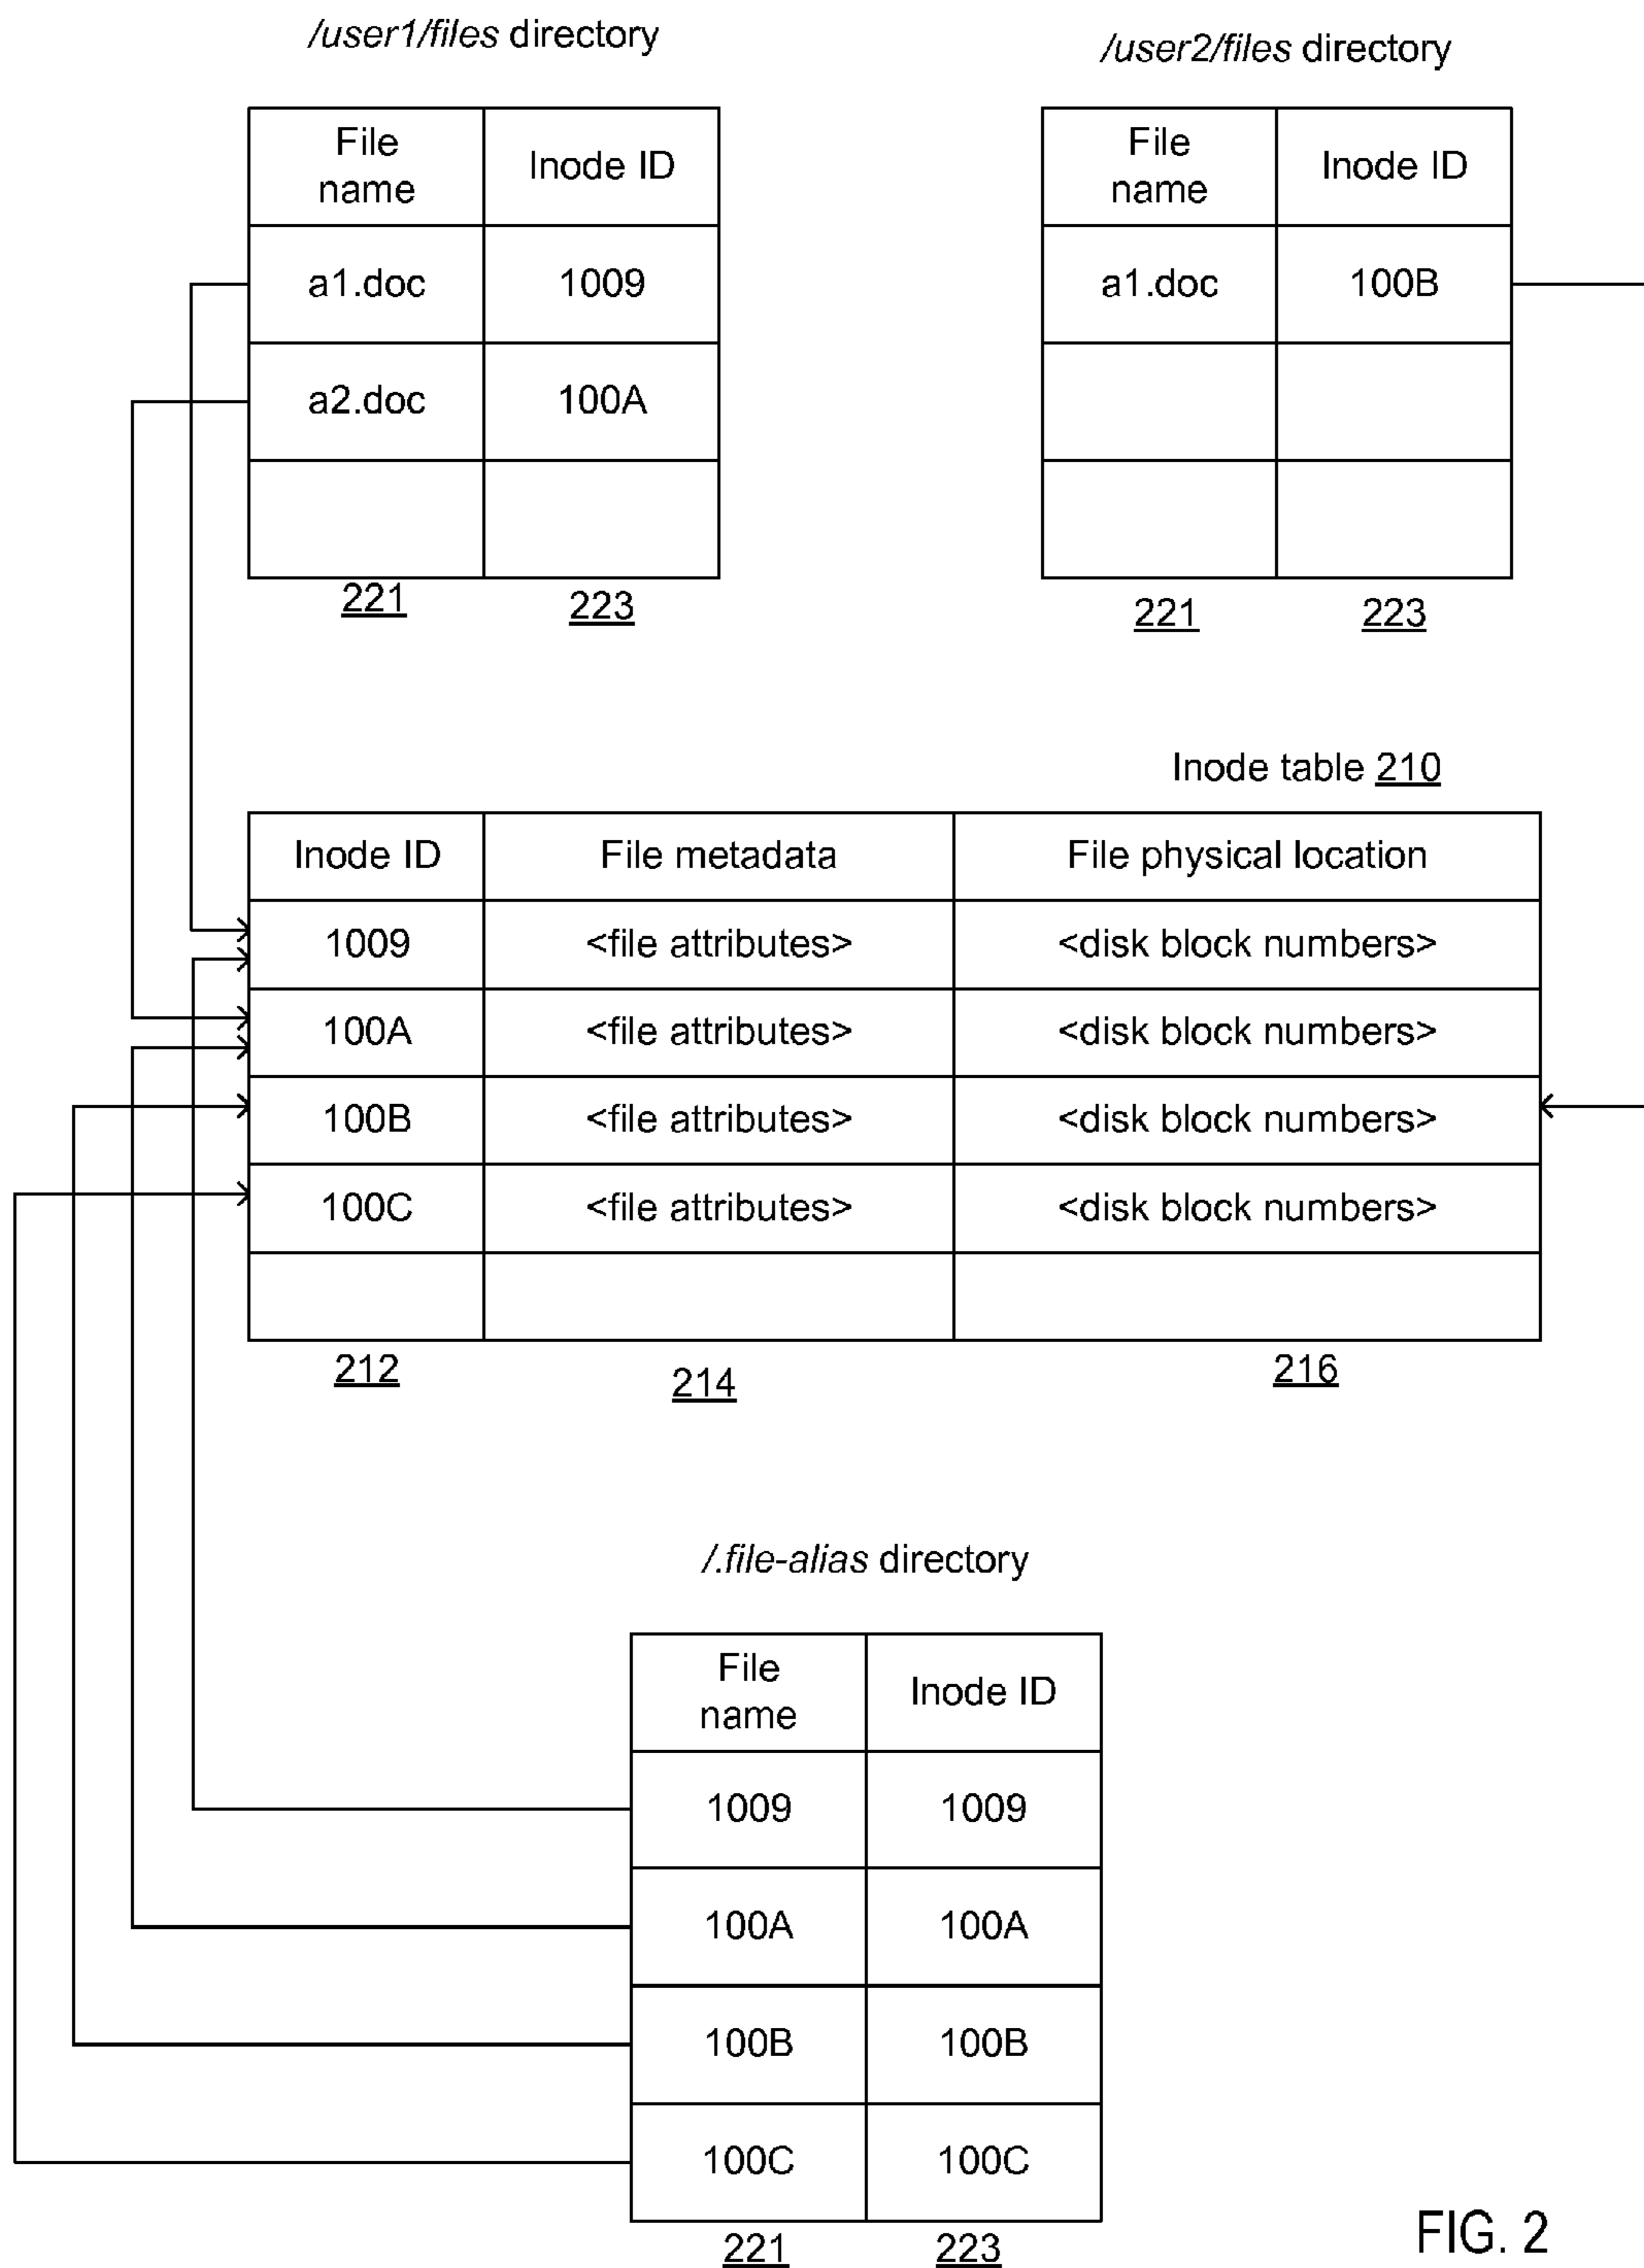 /user1/files directory
/user2/files directory
File name Inode ID
a1.doc 1009
a2.doc 100A
221 223
File name Inode ID
a1.doc 100B
221 223
Inode table 210
Inode ID File metadata File physical location
1009 <file attributes> <disk block numbers>
100A <file attributes> <disk block numbers>
100B <file attributes> <disk block numbers>
100C <file attributes> <disk block numbers>
212 214 216
/.file-alias directory
File name Inode ID
1009 1009
100A 100A
100B 100B
100C 100C
221 223
FIG. 2